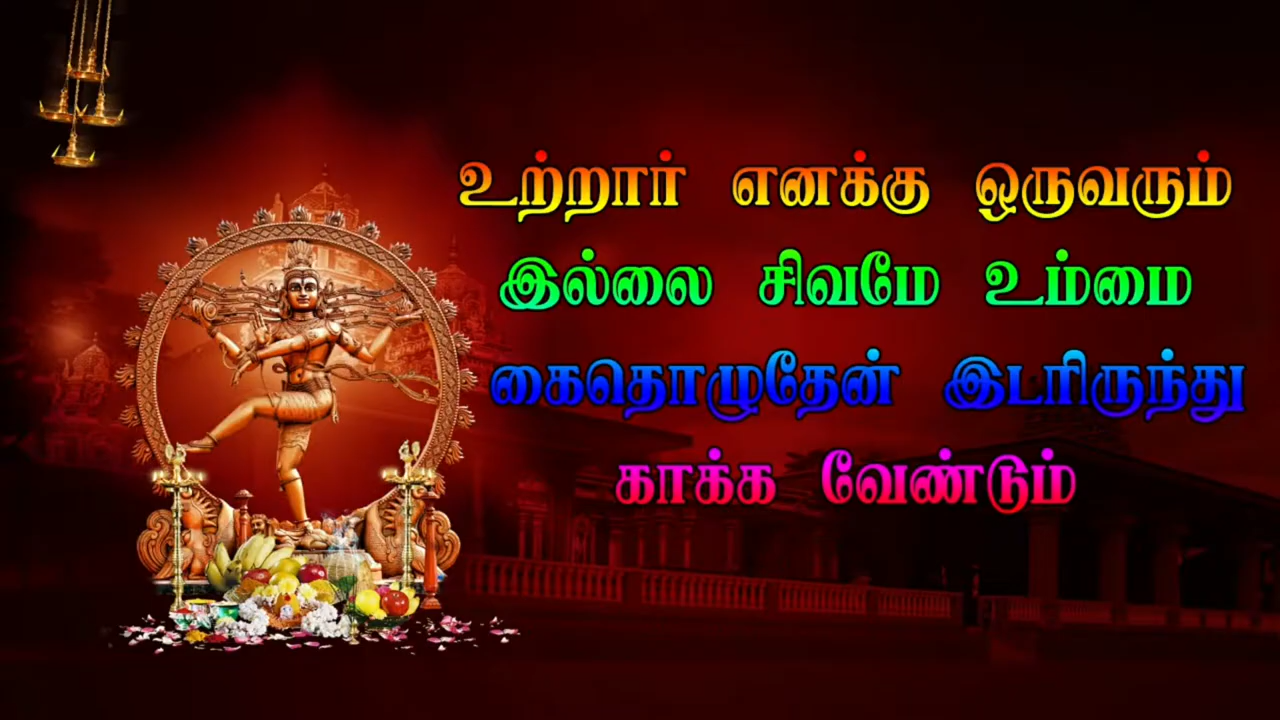 உற்றார் எனக்கு ஒருவரும்
இல்லை சிவமே உம்மை
கைதொழுதேன் இடரிருந்து
காக்க வேண்டும்